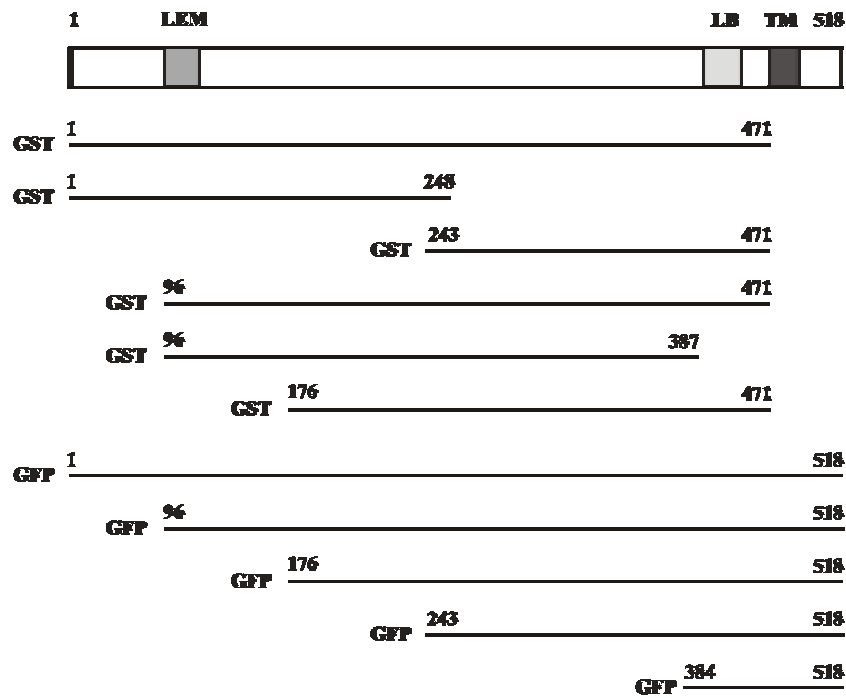 1 LEM LB TM 518
GST 1 471
GST 1 248
GST 243 471
GST 96 471
GST 96 387
GST 176 471
GFP 1 518
GFP 96 518
GFP 176 518
GFP 243 518
GFP 384 518